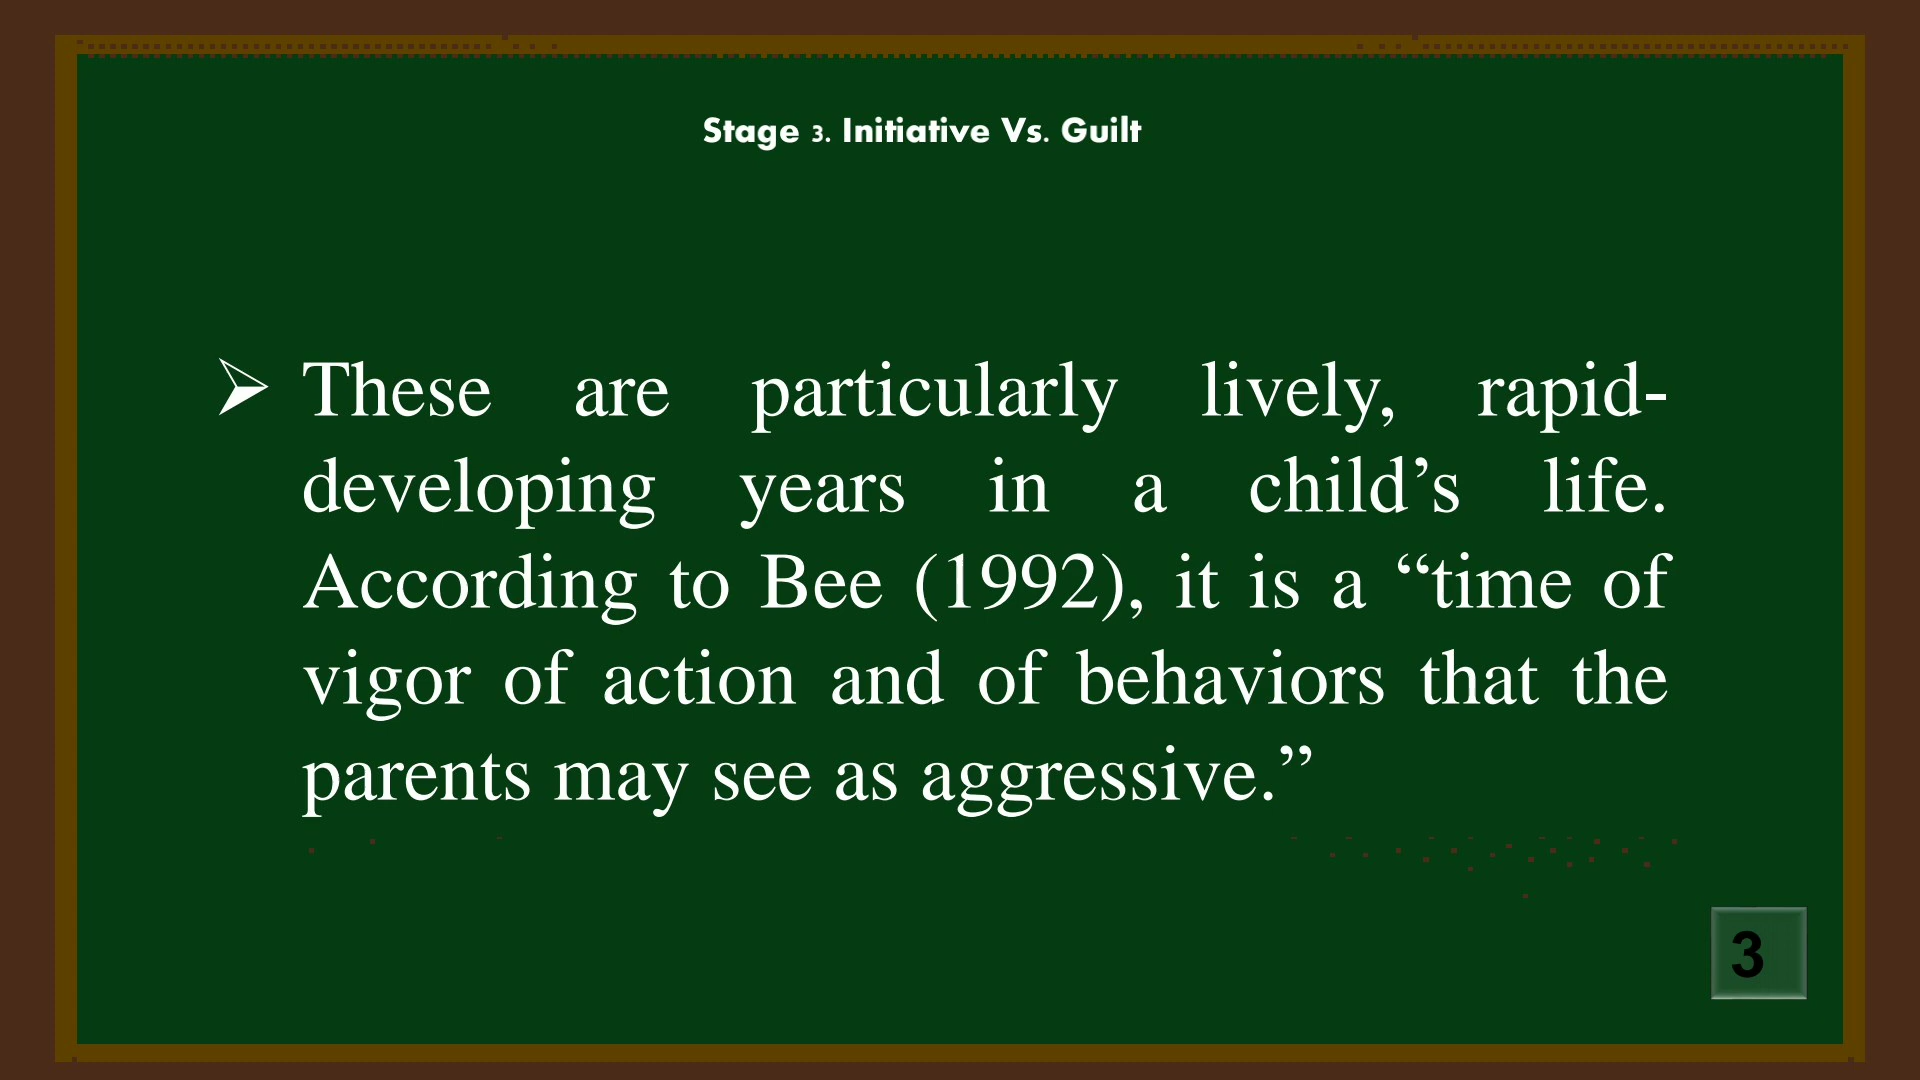 Stage 3. Initiative Vs. Guilt
➢ These are particularly lively, rapid-
developing years in a child’s life.
According to Bee (1992), it is a “time of
vigor of action and of behaviors that the
parents may see as aggressive.”
3